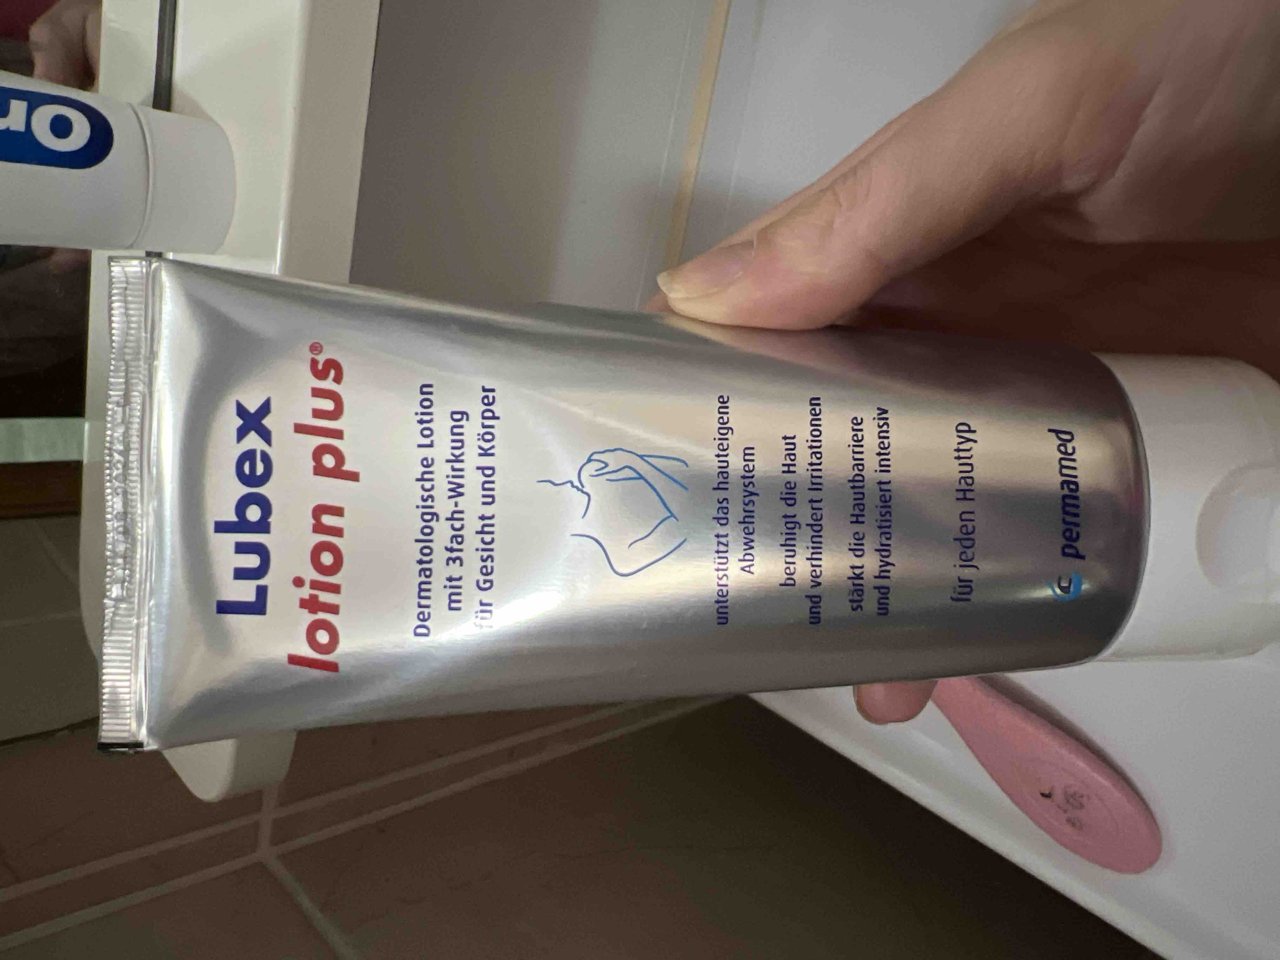 Lubex
lotion plus®
Dermatologische Lotion
mit 3fach-Wirkung
für Gesicht und Körper
unterstützt das hauteigene
Abwehrsystem
beruhigt die Haut
und verhindert Irritationen
stärkt die Hautbarriere
und hydratisiert intensiv
für jeden Hauttyp
permamed